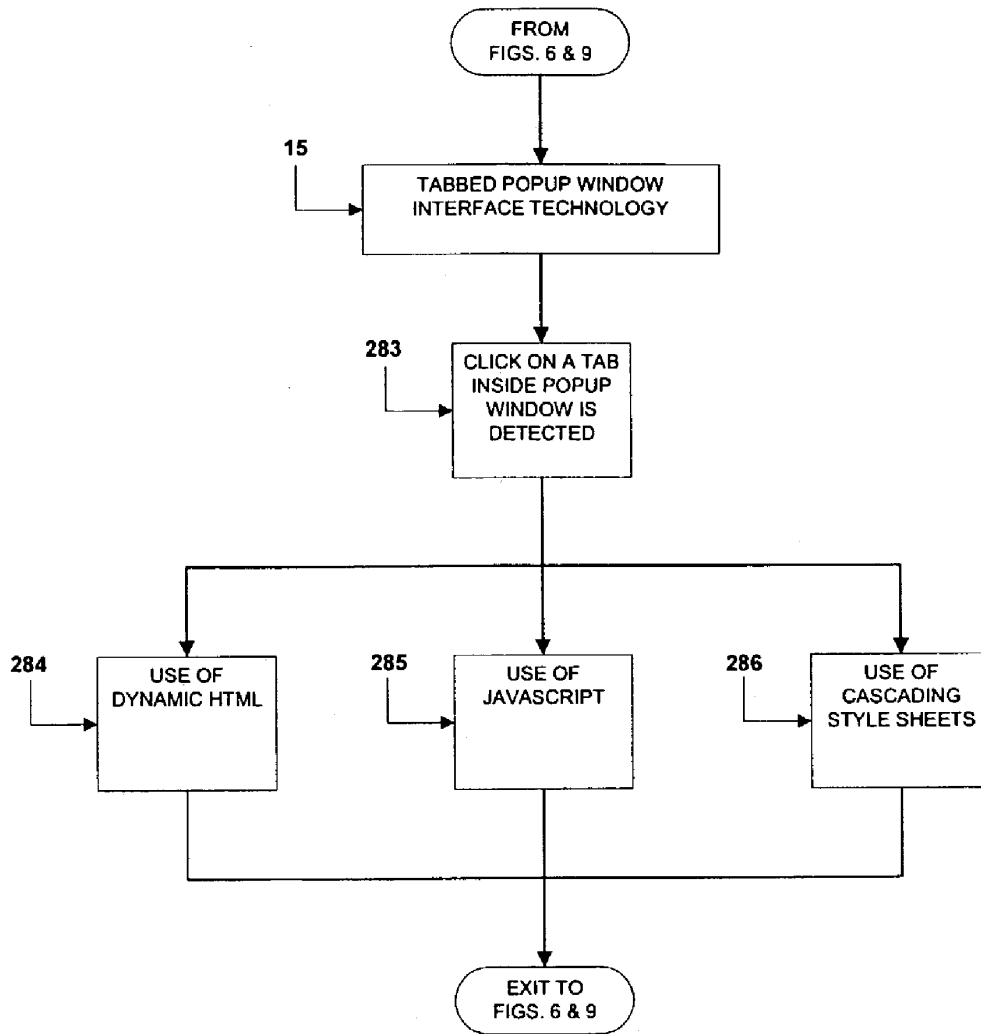 FROM
FIGS. 6 & 9
15
TABBED POPUP WINDOW
INTERFACE TECHNOLOGY
283
CLICK ON A TAB
INSIDE POPUP
WINDOW IS
DETECTED
284
USE OF
DYNAMIC HTML
285
USE OF
JAVASCRIPT
286
USE OF
CASCADING
STYLE SHEETS
EXIT TO
FIGS. 6 & 9